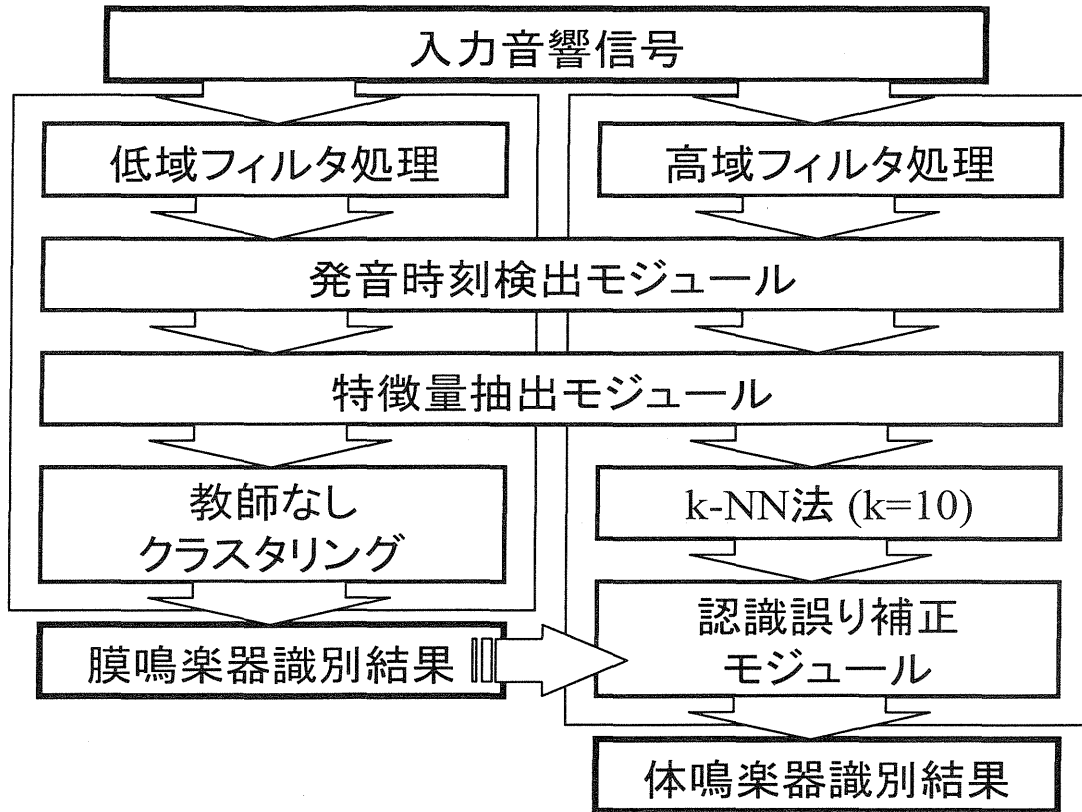 入力音響信号
低域フィルタ処理
高域フィルタ処理
発音時刻検出モジュール
特徴量抽出モジュール
教師なし
クラスタリング
k-NN法 (k=10)
認識誤り補正
モジュール
膜鳴楽器識別結果
体鳴楽器識別結果